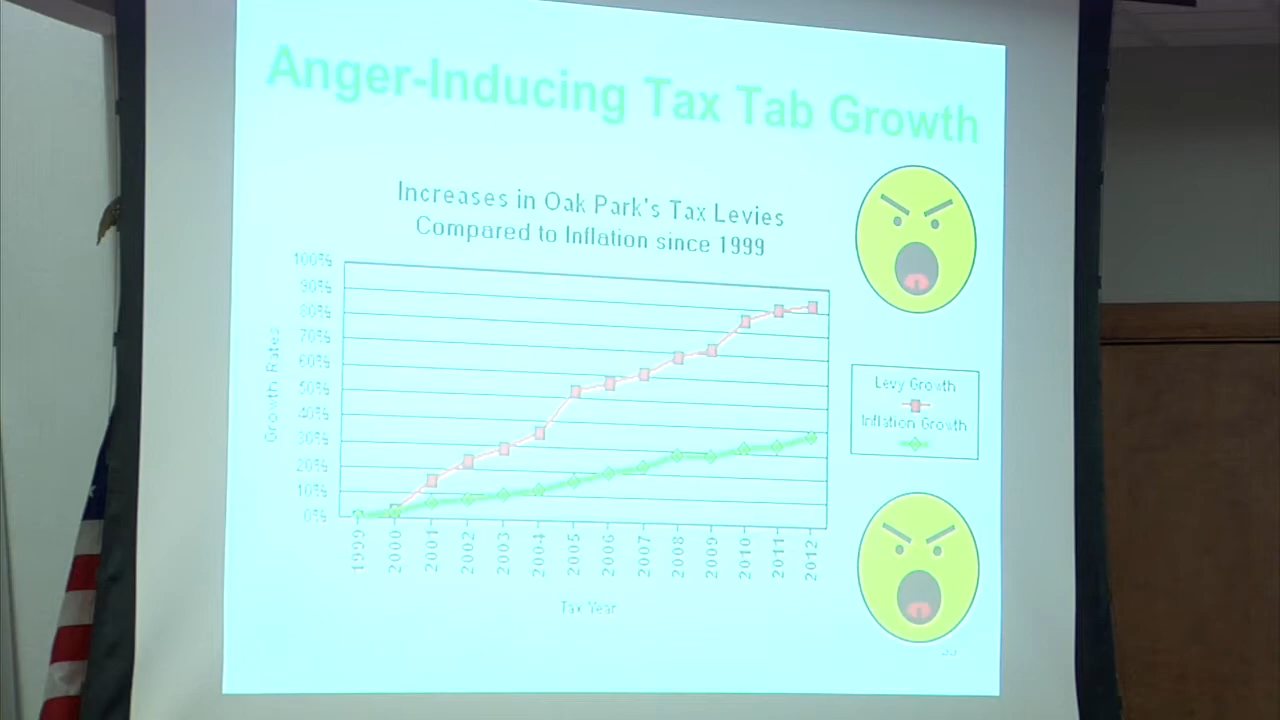 Anger-Inducing Tax Tab Growth
Increases in Oak Park's Tax Levies
Compared to Inflation since 1999
100%
90%
80%
70%
60%
50%
40%
30%
20%
10%
0%
Growth Rates
1999 2000 2001 2002 2003 2004 2005 2006 2007 2008 2009 2010 2011 2012
Tax Year
Levy Growth
Inflation Growth